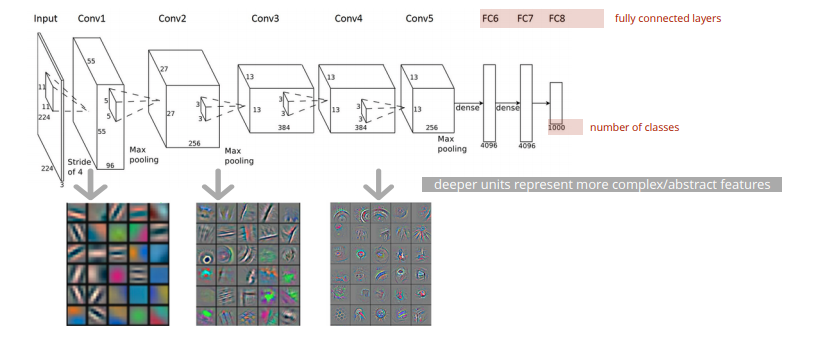 Input Conv1 Conv2 Conv3 Conv4 Conv5 FC6 FC7 FC8 fully connected layers
55
27
13
13
13
11
5
3
3
3
11
5
27
3
13
3
13
3
13
dense
dense
224
55
384
384
256
1000
number of classes
224
Stride
of 4
96
Max
pooling
256
Max
pooling
Max
pooling
4096
4096
3
deeper units represent more complex/abstract features